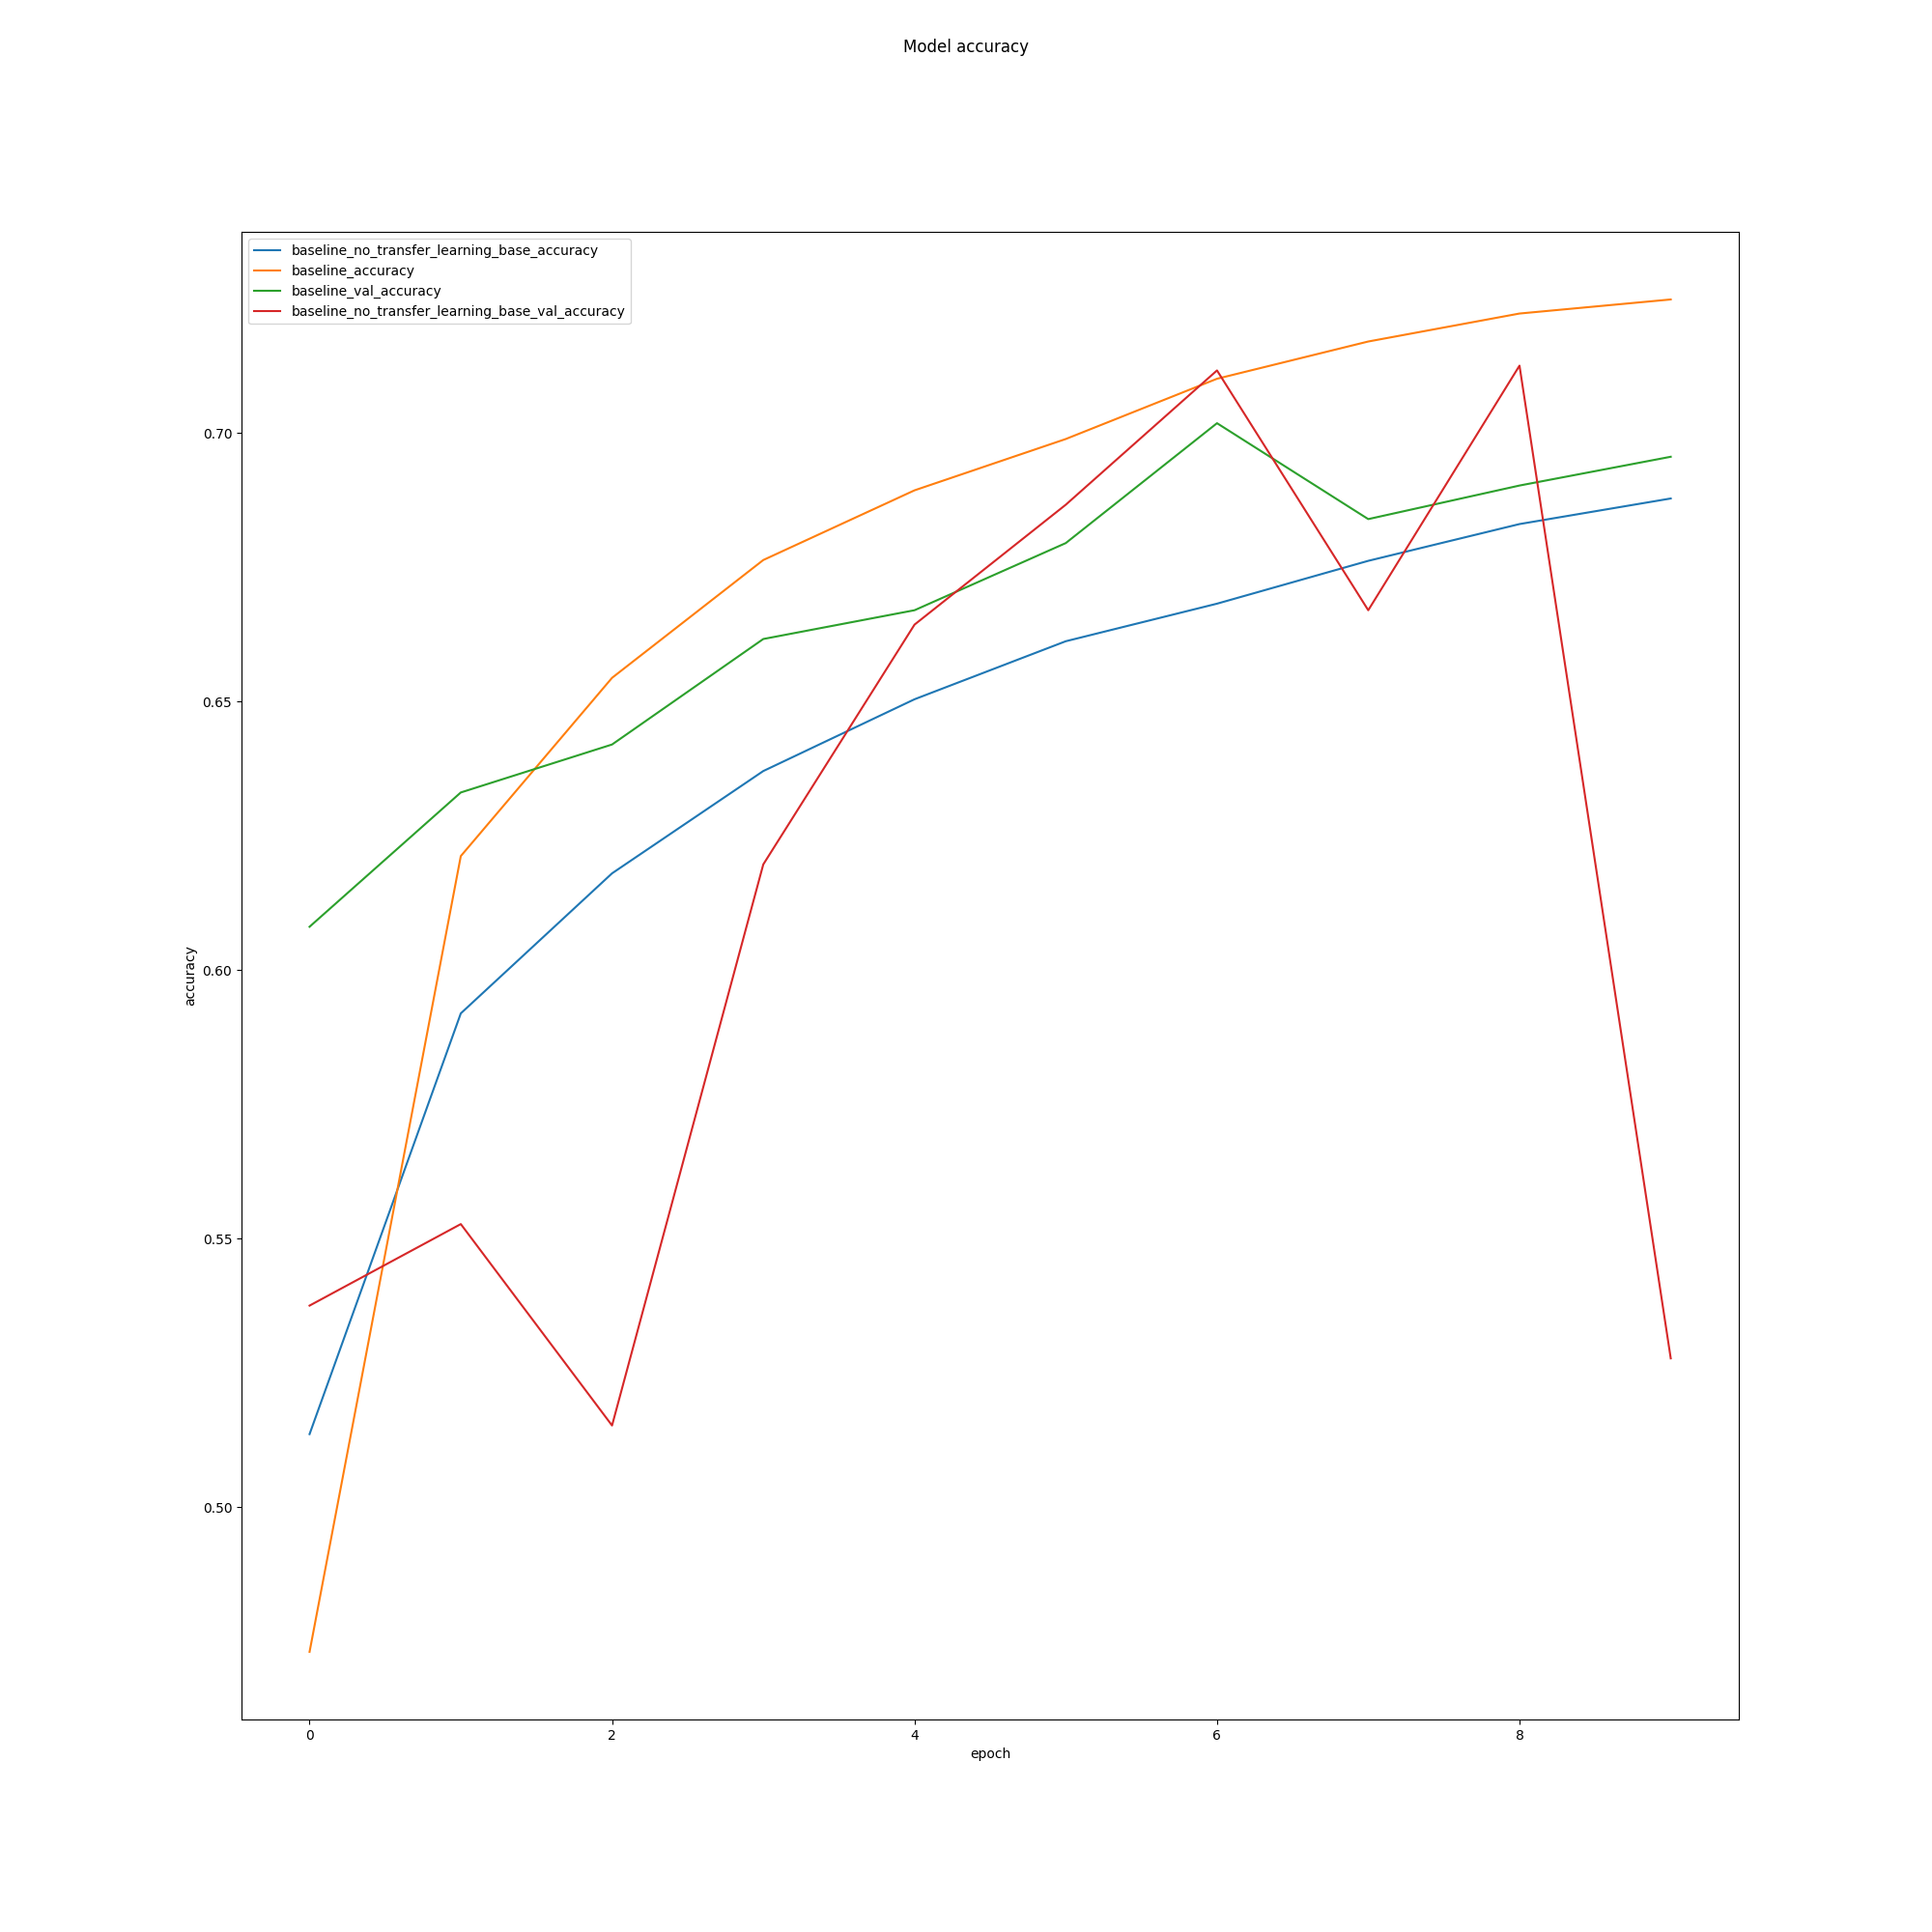 Model accuracy
baseline_no_transfer_learning_base_accuracy
baseline_accuracy
baseline_val_accuracy
baseline_no_transfer_learning_base_val_accuracy
0.70
0.65
0.60
0.55
0.50
accuracy
0 2 4 6 8
epoch